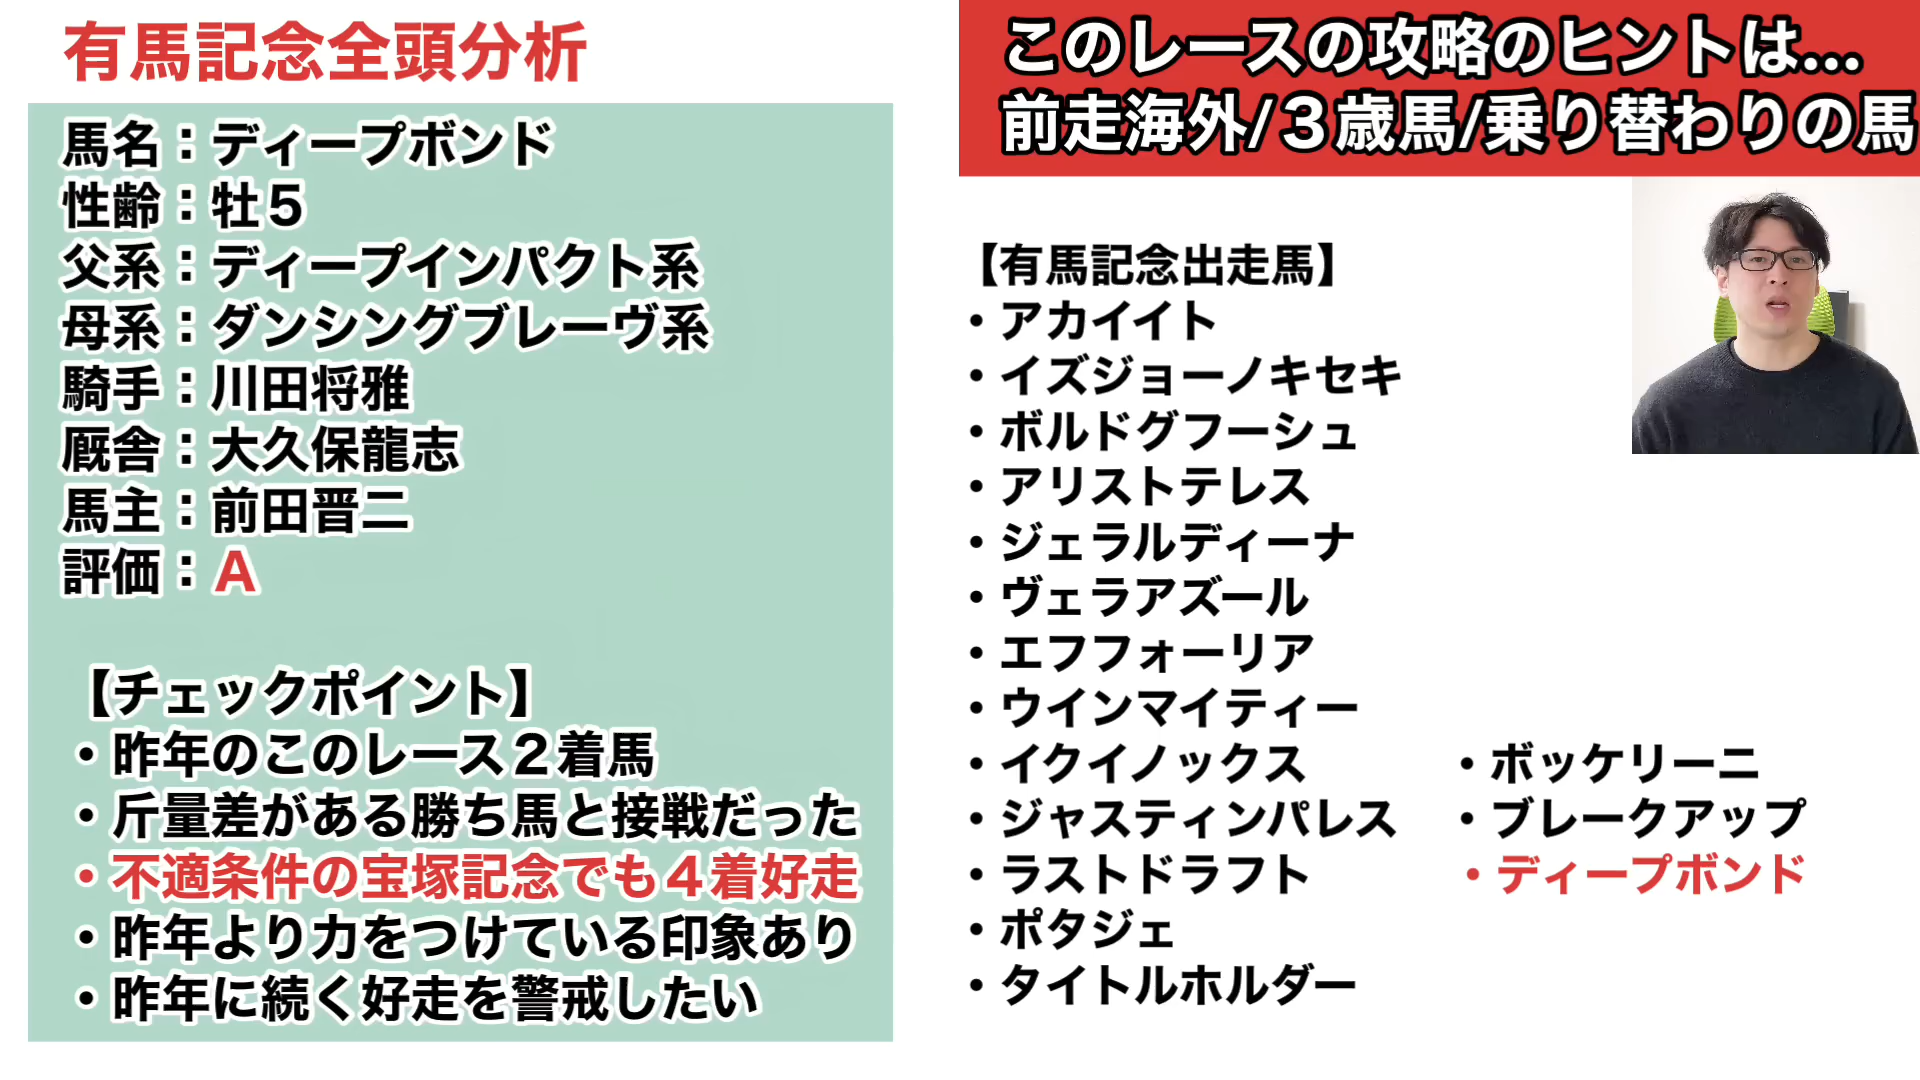 有馬記念全頭分析
馬名：ディープボンド
性齢：牡５
父系：ディープインパクト系
母系：ダンシングブレーヴ系
騎手：川田将雅
厩舎：大久保龍志
馬主：前田晋二
評価：A
【チェックポイント】
・昨年のこのレース２着馬
・斤量差がある勝ち馬と接戦だった
・不適条件の宝塚記念でも４着好走
・昨年より力をつけている印象あり
・昨年に続く好走を警戒したい
このレースの攻略のヒントは…
前走海外/３歳馬/乗り替わりの馬
【有馬記念出走馬】
・アカイイト
・イズジョーノキセキ
・ボルドグフーシュ
・アリストテレス
・ジェラルディーナ
・ヴェラアズール
・エフフォーリア
・ウインマイティー
・イクイノックス
・ジャスティンパレス
・ラストドラフト
・ポタジェ
・タイトルホルダー
・ボッケリーニ
・ブレークアップ
・ディープボンド